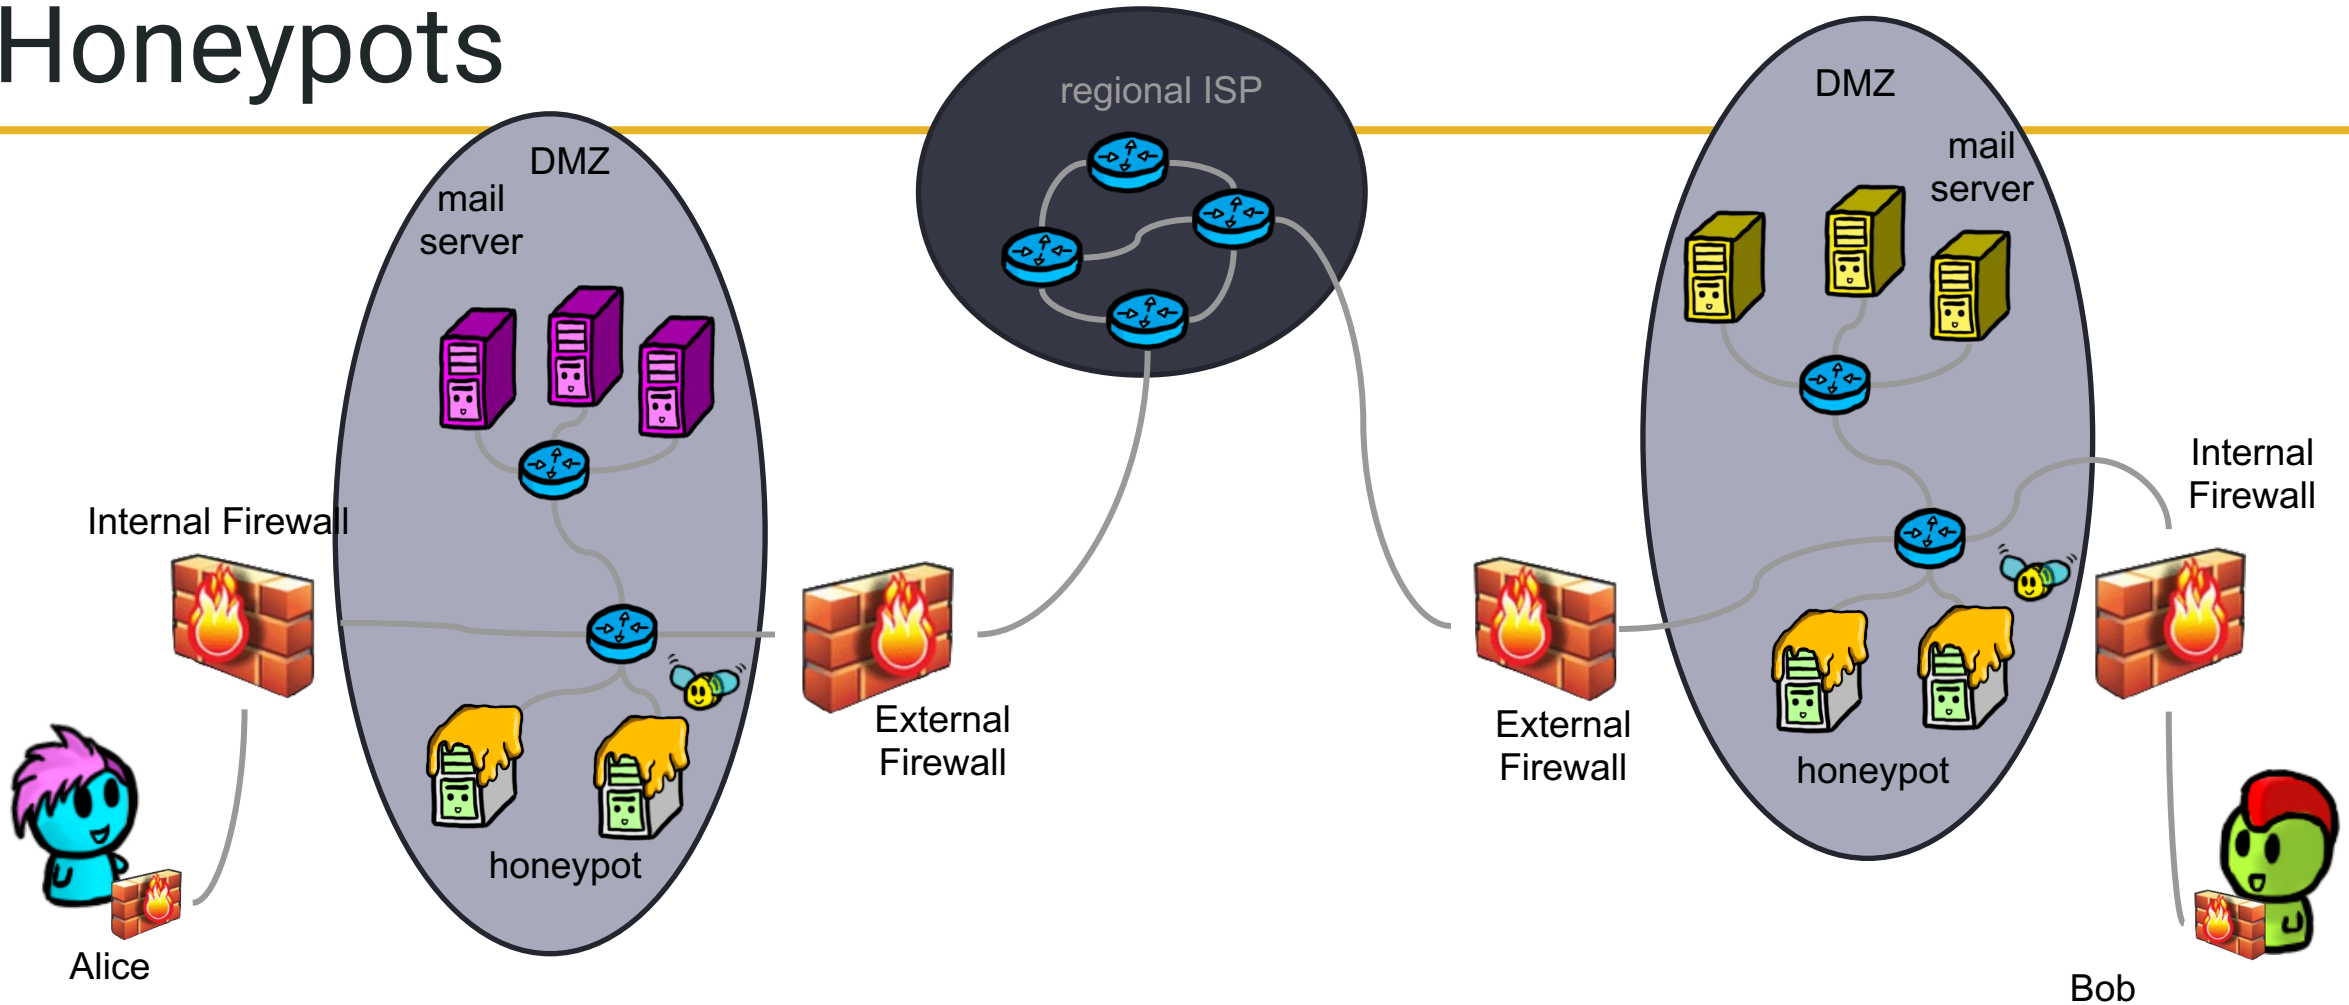 Honeypots
regional ISP
DMZ
mail
server
DMZ
mail
server
Internal Firewall
Internal
Firewall
External
Firewall
External
Firewall
honeypot
honeypot
Alice
Bob